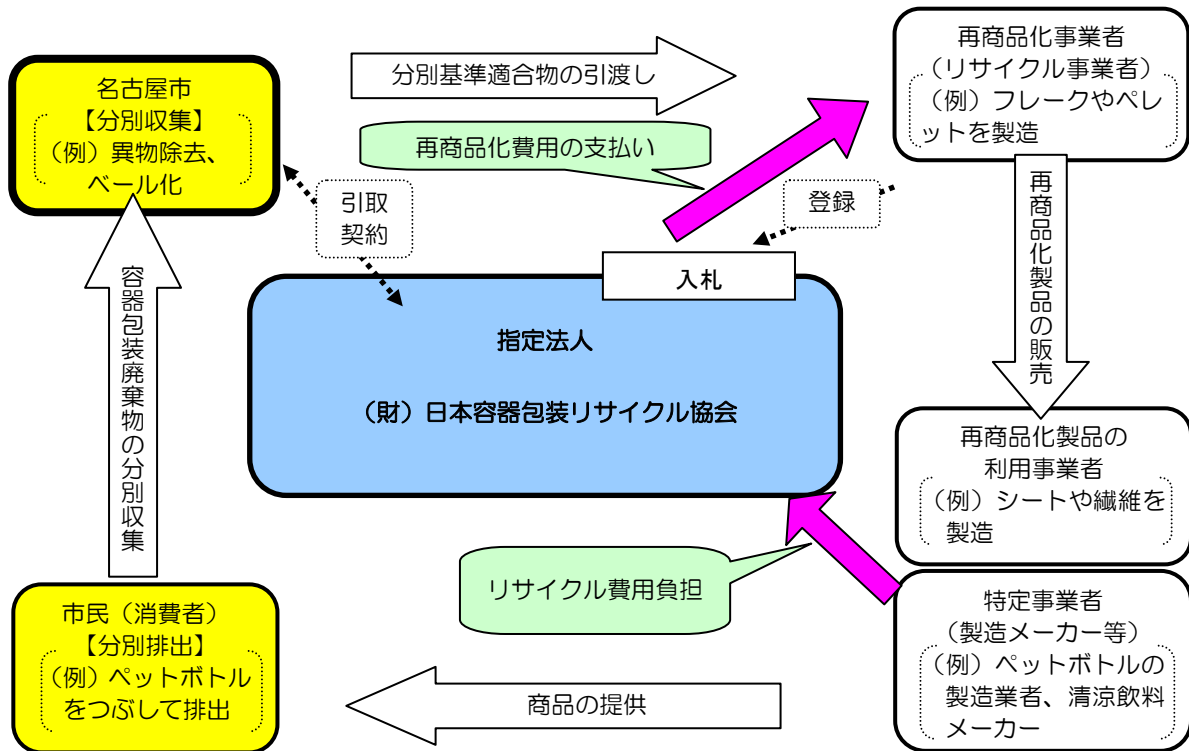 名古屋市
【分別収集】
（例）異物除去、
ベール化
分別基準適合物の引渡し
再商品化費用の支払い
再商品化事業者
（リサイクル事業者）
（例）フレークやペレ
ットを製造
引取
契約
登録
入札
再商品化製品の販売
容器包装廃棄物の分別収集
指定法人
（財）日本容器包装リサイクル協会
再商品化製品の
利用事業者
（例）シートや繊維を
製造
リサイクル費用負担
市民（消費者）
【分別排出】
（例）ペットボトル
をつぶして排出
商品の提供
特定事業者
（製造メーカー等）
（例）ペットボトルの
製造業者、清涼飲料
メーカー